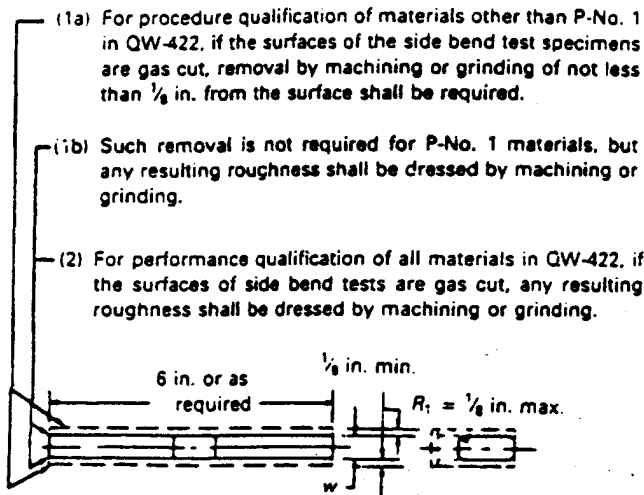 (1a) For procedure qualification of materials other than P-No. 1
in QW-422, if the surfaces of the side bend test specimens
are gas cut, removal by machining or grinding of not less
than 1/8 in. from the surface shall be required.
(1b) Such removal is not required for P-No. 1 materials, but
any resulting roughness shall be dressed by machining or
grinding.
(2) For performance qualification of all materials in QW-422, if
the surfaces of side bend tests are gas cut, any resulting
roughness shall be dressed by machining or grinding.
1/8 in. min.
6 in. or as
required
R1 = 1/8 in. max.
w